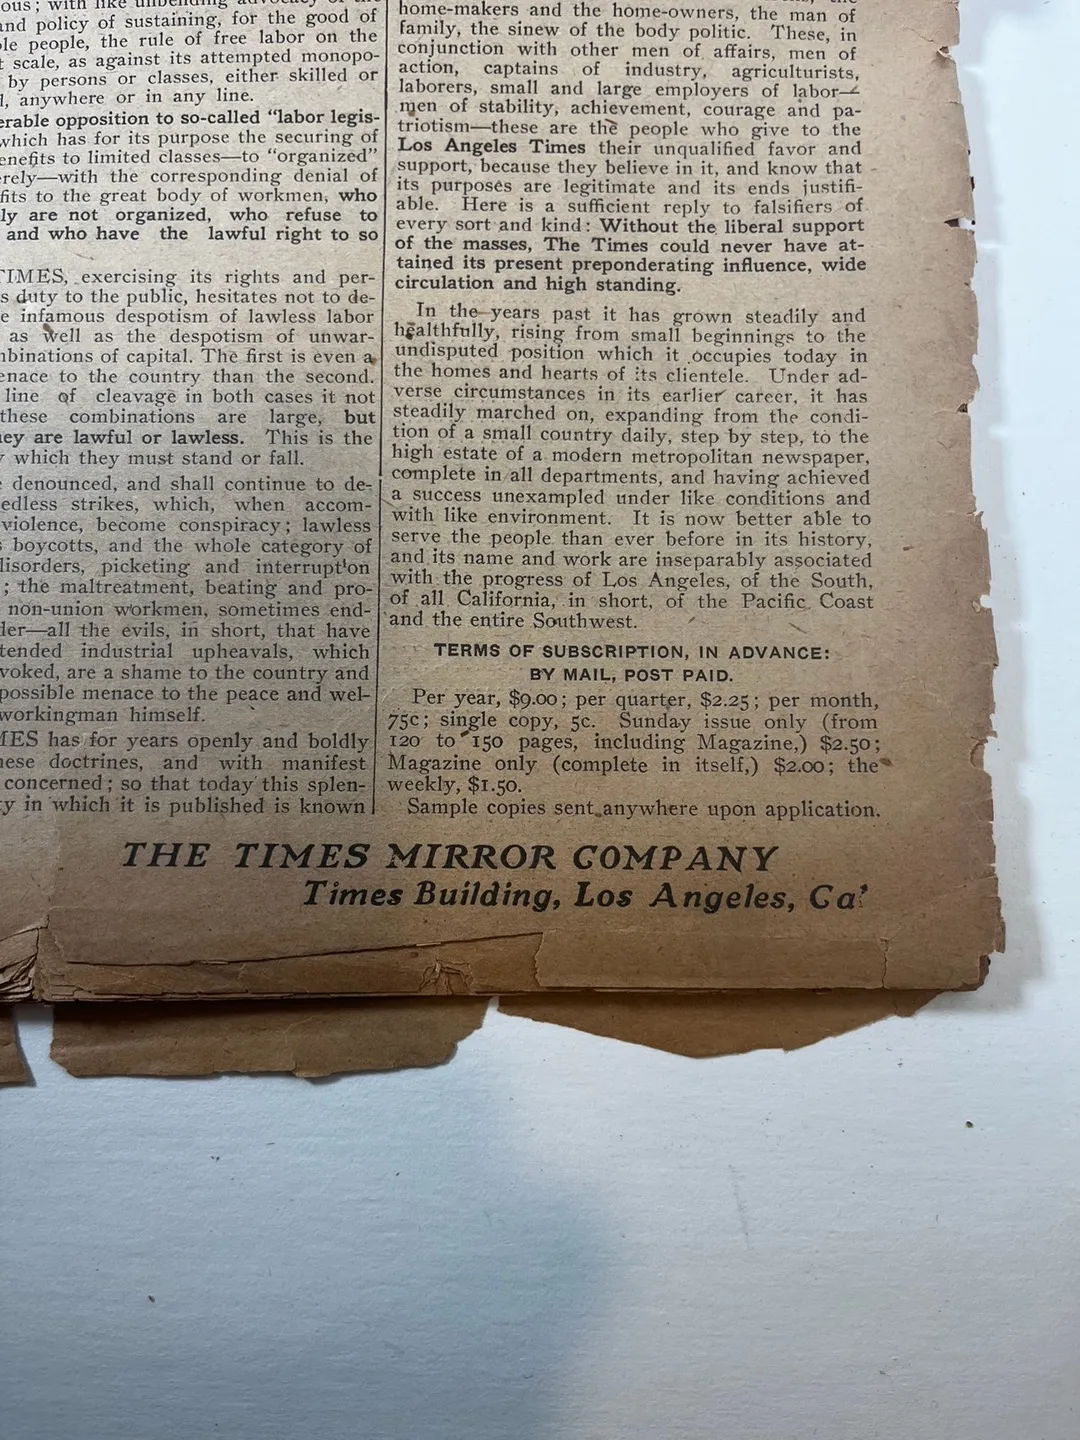 ous; with like unbending advocacy of the
and policy of sustaining, for the good of
ple people, the rule of free labor on the
t scale, as against its attempted monopo-
by persons or classes, either skilled or
l, anywhere or in any line.
erable opposition to so-called "labor legis-
which has for its purpose the securing of
enefits to limited classes—to "organized"
rely—with the corresponding denial of
fits to the great body of workmen, who
ly are not organized, who refuse to
and who have the lawful right to so
TIMES, exercising its rights and per-
s duty to the public, hesitates not to de-
e infamous despotism of lawless labor
as well as the despotism of unwar-
mbinations of capital. The first is even a
enace to the country than the second.
line of cleavage in both cases it not
these combinations are large, but
ney are lawful or lawless. This is the
y which they must stand or fall.
e denounced, and shall continue to de-
edless strikes, which, when accom-
violence, become conspiracy; lawless
s boycotts, and the whole category of
disorders, picketing and interruption
; the maltreatment, beating and pro-
non-union workmen, sometimes end-
der—all the evils, in short, that have
tended industrial upheavals, which
voked, are a shame to the country and
possible menace to the peace and wel-
workingman himself.
MES has for years openly and boldly
hese doctrines, and with manifest
concerned; so that today this splen-
ty in which it is published is known
home-makers and the home-owners, the man of
family, the sinew of the body politic. These, in
conjunction with other men of affairs, men of
action, captains of industry, agriculturists,
laborers, small and large employers of labor—
men of stability, achievement, courage and pa-
triotism—these are the people who give to the
Los Angeles Times their unqualified favor and
support, because they believe in it, and know that
its purposes are legitimate and its ends justifi-
able. Here is a sufficient reply to falsifiers of
every sort and kind: Without the liberal support
of the masses, The Times could never have at-
tained its present preponderating influence, wide
circulation and high standing.
In the years past it has grown steadily and
healthfully, rising from small beginnings to the
undisputed position which it occupies today in
the homes and hearts of its clientele. Under ad-
verse circumstances in its earlier career, it has
steadily marched on, expanding from the condi-
tion of a small country daily, step by step, to the
high estate of a modern metropolitan newspaper,
complete in all departments, and having achieved
a success unexampled under like conditions and
with like environment. It is now better able to
serve the people than ever before in its history,
and its name and work are inseparably associated
with the progress of Los Angeles, of the South,
of all California, in short, of the Pacific Coast
and the entire Southwest.
TERMS OF SUBSCRIPTION, IN ADVANCE:
BY MAIL, POST PAID.
Per year, $9.00; per quarter, $2.25; per month,
75c; single copy, 5c. Sunday issue only (from
120 to 150 pages, including Magazine,) $2.50;
Magazine only (complete in itself,) $2.00; the
weekly, $1.50.
Sample copies sent anywhere upon application.
THE TIMES MIRROR COMPANY
Times Building, Los Angeles, Ca'